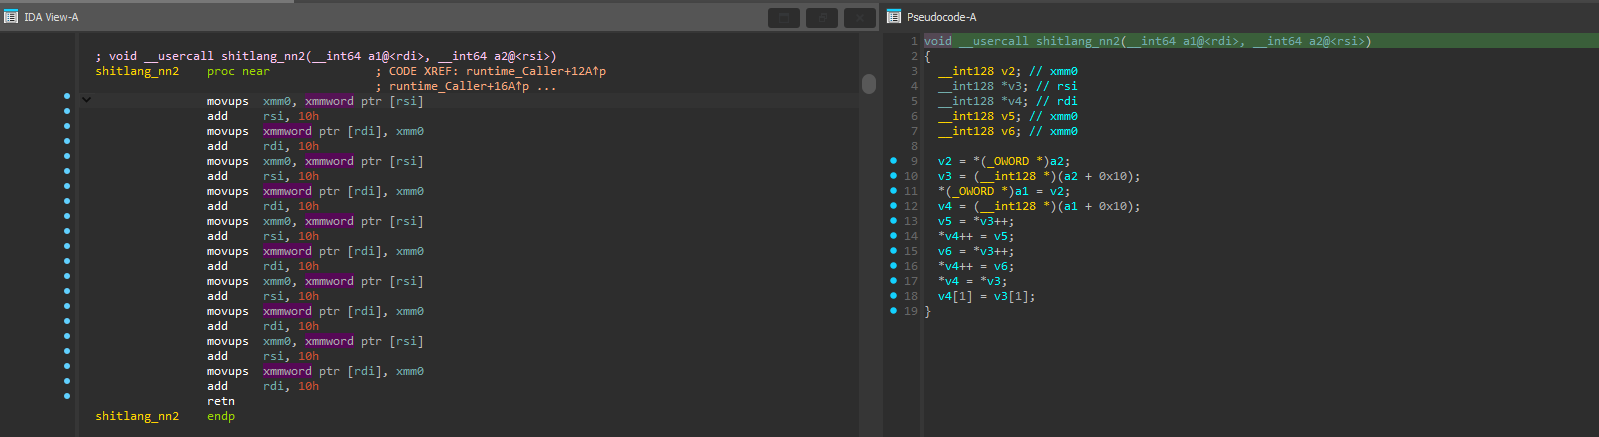 IDA View-A
; void __usercall shitlang_nn2(__int64 a1@<rdi>, __int64 a2@<rsi>)
shitlang_nn2 proc near ; CODE XREF: runtime_Caller+12A↑p
; runtime_Caller+16A↑p ...
movups xmm0, xmmword ptr [rsi]
add rsi, 10h
movups xmmword ptr [rdi], xmm0
add rdi, 10h
movups xmm0, xmmword ptr [rsi]
add rsi, 10h
movups xmmword ptr [rdi], xmm0
add rdi, 10h
movups xmm0, xmmword ptr [rsi]
add rsi, 10h
movups xmmword ptr [rdi], xmm0
add rdi, 10h
movups xmm0, xmmword ptr [rsi]
add rsi, 10h
movups xmmword ptr [rdi], xmm0
add rdi, 10h
movups xmm0, xmmword ptr [rsi]
add rsi, 10h
movups xmmword ptr [rdi], xmm0
add rdi, 10h
retn
shitlang_nn2 endp
Pseudocode-A
1 void __usercall shitlang_nn2(__int64 a1@<rdi>, __int64 a2@<rsi>)
2 {
3 __int128 v2; // xmm0
4 __int128 *v3; // rsi
5 __int128 *v4; // rdi
6 __int128 v5; // xmm0
7 __int128 v6; // xmm0
8
9 v2 = *(_OWORD *)a2;
10 v3 = (__int128 *)(a2 + 0x10);
11 *(_OWORD *)a1 = v2;
12 v4 = (__int128 *)(a1 + 0x10);
13 v5 = *v3++;
14 *v4++ = v5;
15 v6 = *v3++;
16 *v4++ = v6;
17 *v4 = *v3;
18 v4[1] = v3[1];
19 }